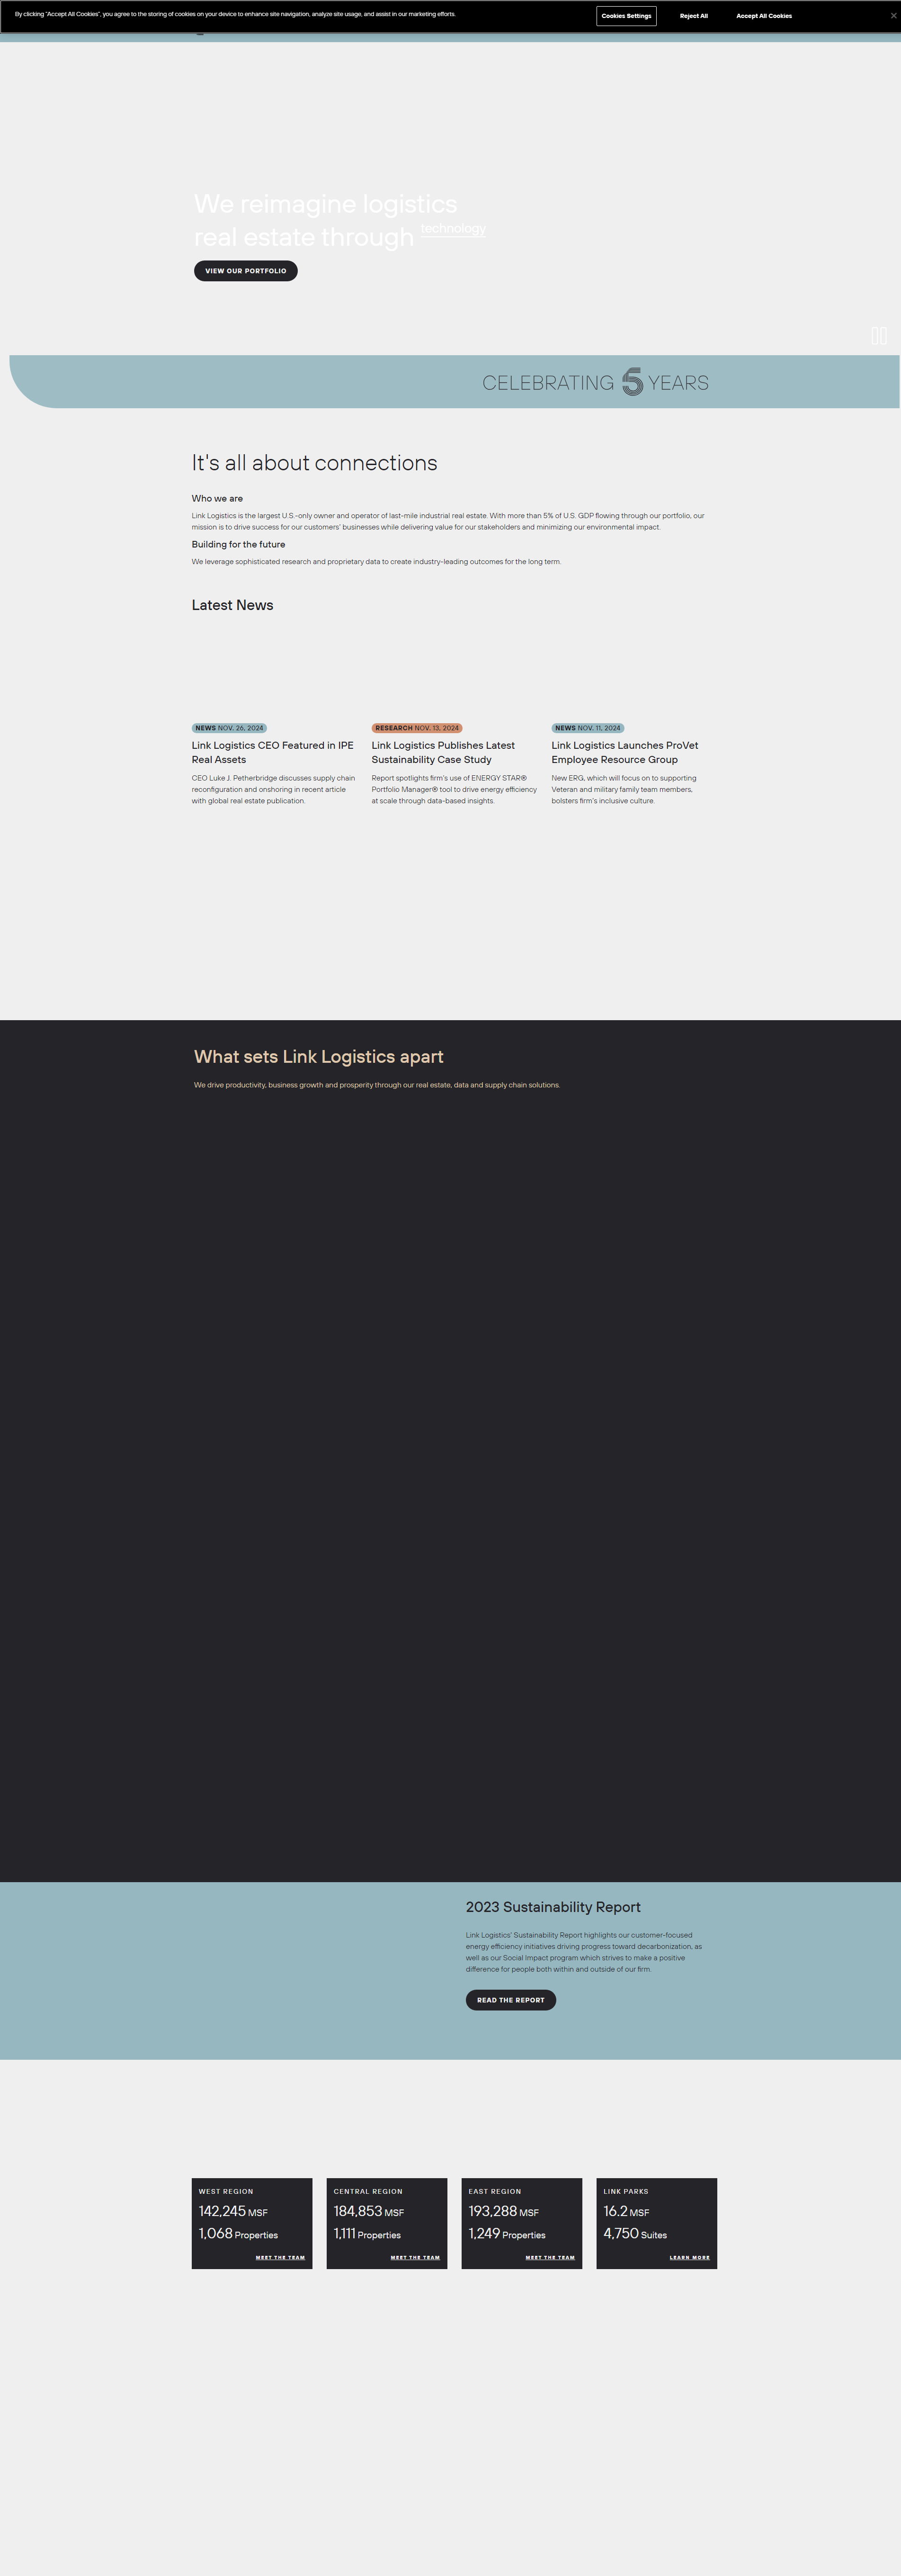 By clicking "Accept All Cookies", you agree to the storing of cookies on your device to enhance site navigation, analyze site usage, and assist in our marketing efforts.
Cookies Settings
Reject All
Accept All Cookies
We reimagine logistics
real estate through technology
VIEW OUR PORTFOLIO
CELEBRATING 5 YEARS
It's all about connections
Who we are
Link Logistics is the largest U.S.-only owner and operator of last-mile industrial real estate. With more than 5% of U.S. GDP flowing through our portfolio, our
mission is to drive success for our customers' businesses while delivering value for our stakeholders and minimizing our environmental impact.
Building for the future
We leverage sophisticated research and proprietary data to create industry-leading outcomes for the long term.
Latest News
NEWS NOV. 26, 2024
Link Logistics CEO Featured in IPE
Real Assets
CEO Luke J. Petherbridge discusses supply chain
reconfiguration and onshoring in recent article
with global real estate publication.
RESEARCH NOV. 13, 2024
Link Logistics Publishes Latest
Sustainability Case Study
Report spotlights firm's use of ENERGY STAR®
Portfolio Manager® tool to drive energy efficiency
at scale through data-based insights.
NEWS NOV. 11, 2024
Link Logistics Launches ProVet
Employee Resource Group
New ERG, which will focus on to supporting
Veteran and military family team members,
bolsters firm's inclusive culture.
What sets Link Logistics apart
We drive productivity, business growth and prosperity through our real estate, data and supply chain solutions.
2023 Sustainability Report
Link Logistics' Sustainability Report highlights our customer-focused
energy efficiency initiatives driving progress toward decarbonization, as
well as our Social Impact program which strives to make a positive
difference for people both within and outside of our firm.
READ THE REPORT
WEST REGION
142,245 MSF
1,068 Properties
MEET THE TEAM
CENTRAL REGION
184,853 MSF
1,111 Properties
MEET THE TEAM
EAST REGION
193,288 MSF
1,249 Properties
MEET THE TEAM
LINK PARKS
16.2 MSF
4,750 Suites
LEARN MORE